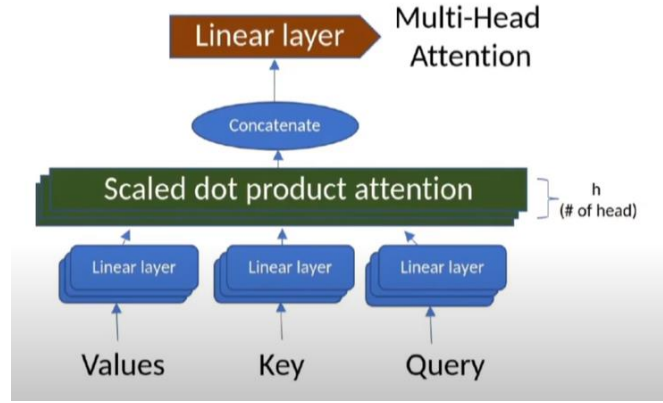 Linear layer
Multi-Head
Attention
Concatenate
Scaled dot product attention
h
(# of head)
Linear layer
Linear layer
Linear layer
Values
Key
Query